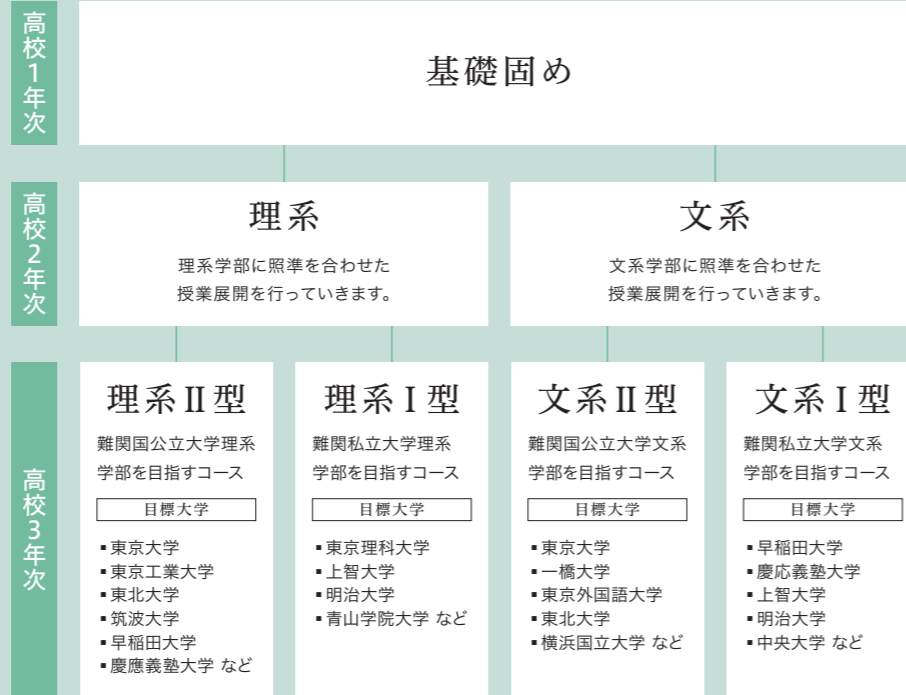 高校1年次
基礎固め
高校2年次
理系
理系学部に照準を合わせた
授業展開を行っていきます。
文系
文系学部に照準を合わせた
授業展開を行っていきます。
高校3年次
理系Ⅱ型
難関国公立大学理系
学部を目指すコース
目標大学
▪東京大学
▪東京工業大学
▪東北大学
▪筑波大学
▪早稲田大学
▪慶應義塾大学 など
理系Ⅰ型
難関私立大学理系
学部を目指すコース
目標大学
▪東京理科大学
▪上智大学
▪明治大学
▪青山学院大学 など
文系Ⅱ型
難関国公立大学文系
学部を目指すコース
目標大学
▪東京大学
▪一橋大学
▪東京外国語大学
▪東北大学
▪横浜国立大学 など
文系Ⅰ型
難関私立大学文系
学部を目指すコース
目標大学
▪早稲田大学
▪慶応義塾大学
▪上智大学
▪明治大学
▪中央大学 など